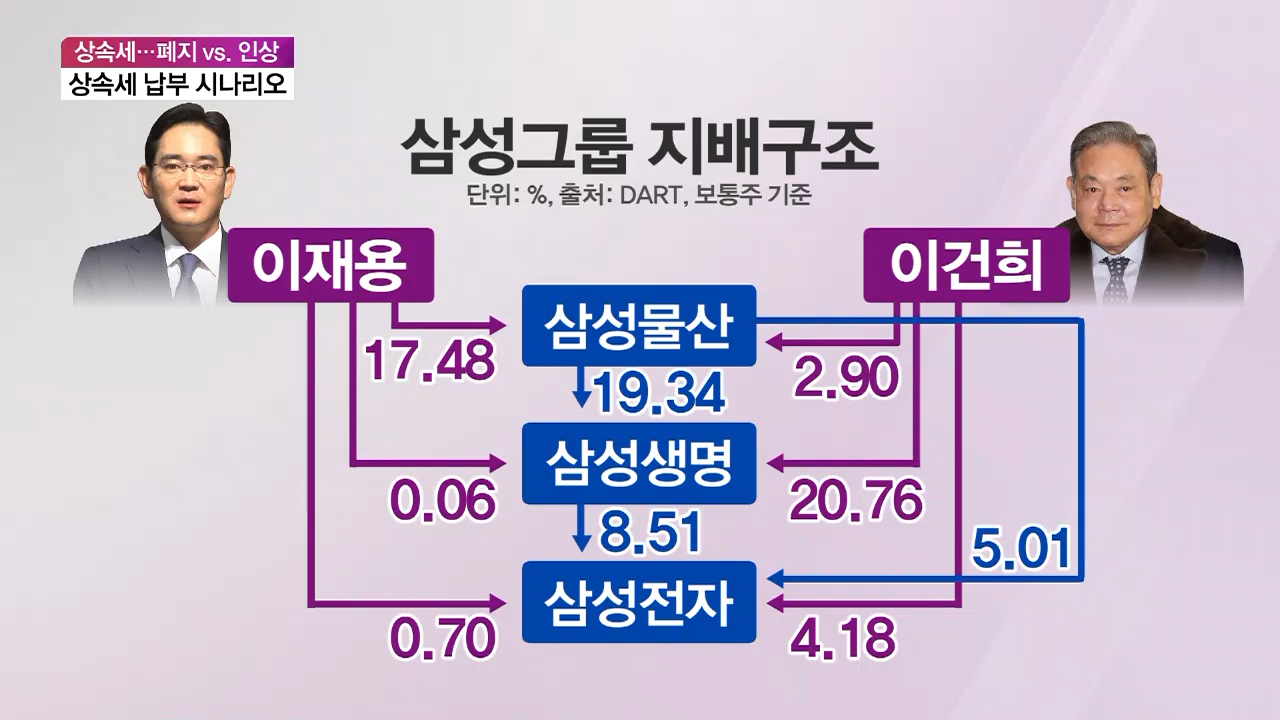 상속세…폐지 vs. 인상
상속세 납부 시나리오
삼성그룹 지배구조
단위: %, 출처: DART, 보통주 기준
이재용
이건희
삼성물산
17.48
2.90
19.34
삼성생명
0.06
20.76
8.51
5.01
삼성전자
0.70
4.18